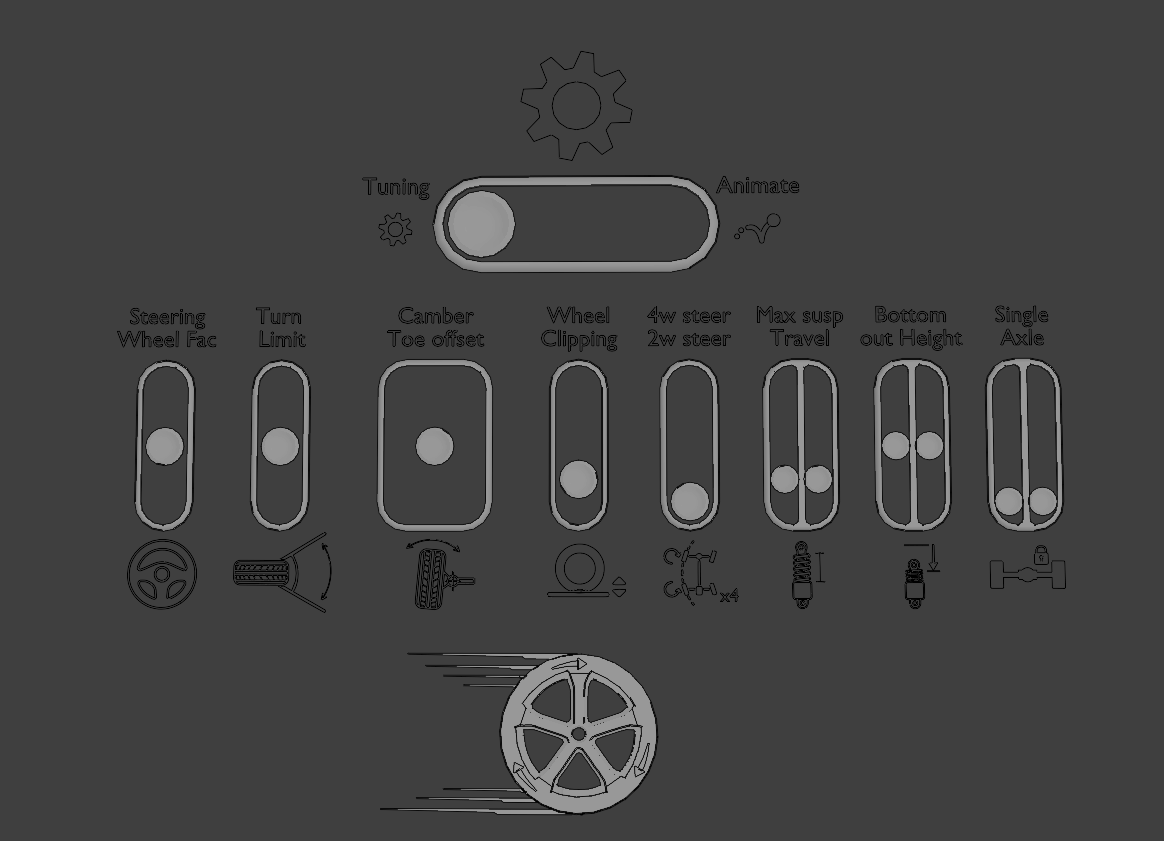 Tuning
Animate
Steering
Wheel Fac
Turn
Limit
Camber
Toe offset
Wheel
Clipping
4w steer
2w steer
Max susp
Travel
Bottom
out Height
Single
Axle
x4